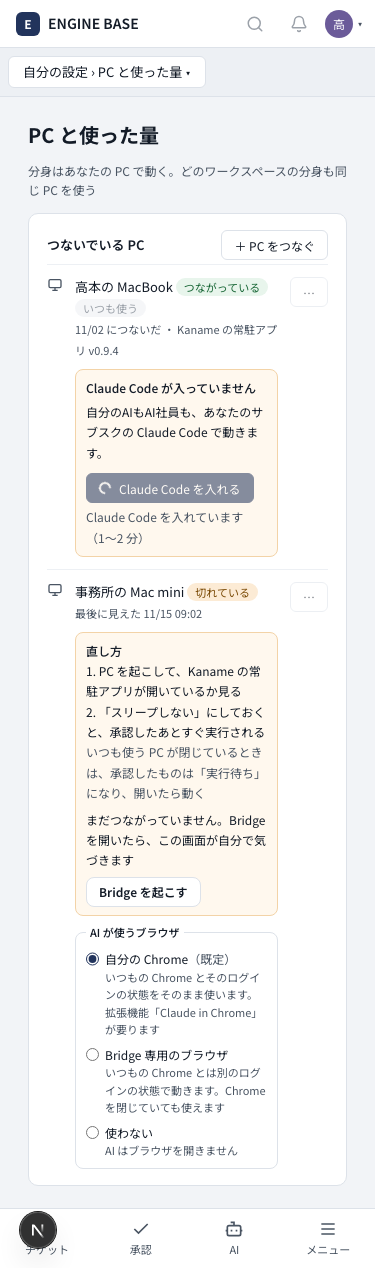 E ENGINE BASE 高
自分の設定 › PC と使った量 ▾
PC と使った量
分身はあなたの PC で動く。どのワークスペースの分身も同
じ PC を使う
つないでいる PC
＋ PC をつなぐ
高本の MacBook つながっている
いつも使う
...
11/02 につないだ ・ Kaname の常駐アプ
リ v0.9.4
Claude Code が入っていません
自分のAIもAI社員も、あなたのサ
ブスクの Claude Code で動きま
す。
Claude Code を入れる
Claude Code を入れています
（1〜2 分）
事務所の Mac mini 切れている
...
最後に見えた 11/15 09:02
直し方
1. PC を起こして、Kaname の常
駐アプリが開いているか見る
2. 「スリープしない」にしておく
と、承認したあとすぐ実行される
いつも使う PC が閉じているとき
は、承認したものは「実行待ち」
になり、開いたら動く
まだつながっていません。Bridge
を開いたら、この画面が自分で気
づきます
Bridge を起こす
AI が使うブラウザ
自分の Chrome（既定）
いつもの Chrome とそのログイ
ンの状態をそのまま使います。
拡張機能「Claude in Chrome」
が要ります
Bridge 専用のブラウザ
いつもの Chrome とは別のログ
インの状態で動きます。Chrome
を閉じていても使えます
使わない
AI はブラウザを開きません
N
チケット 承認 AI メニュー